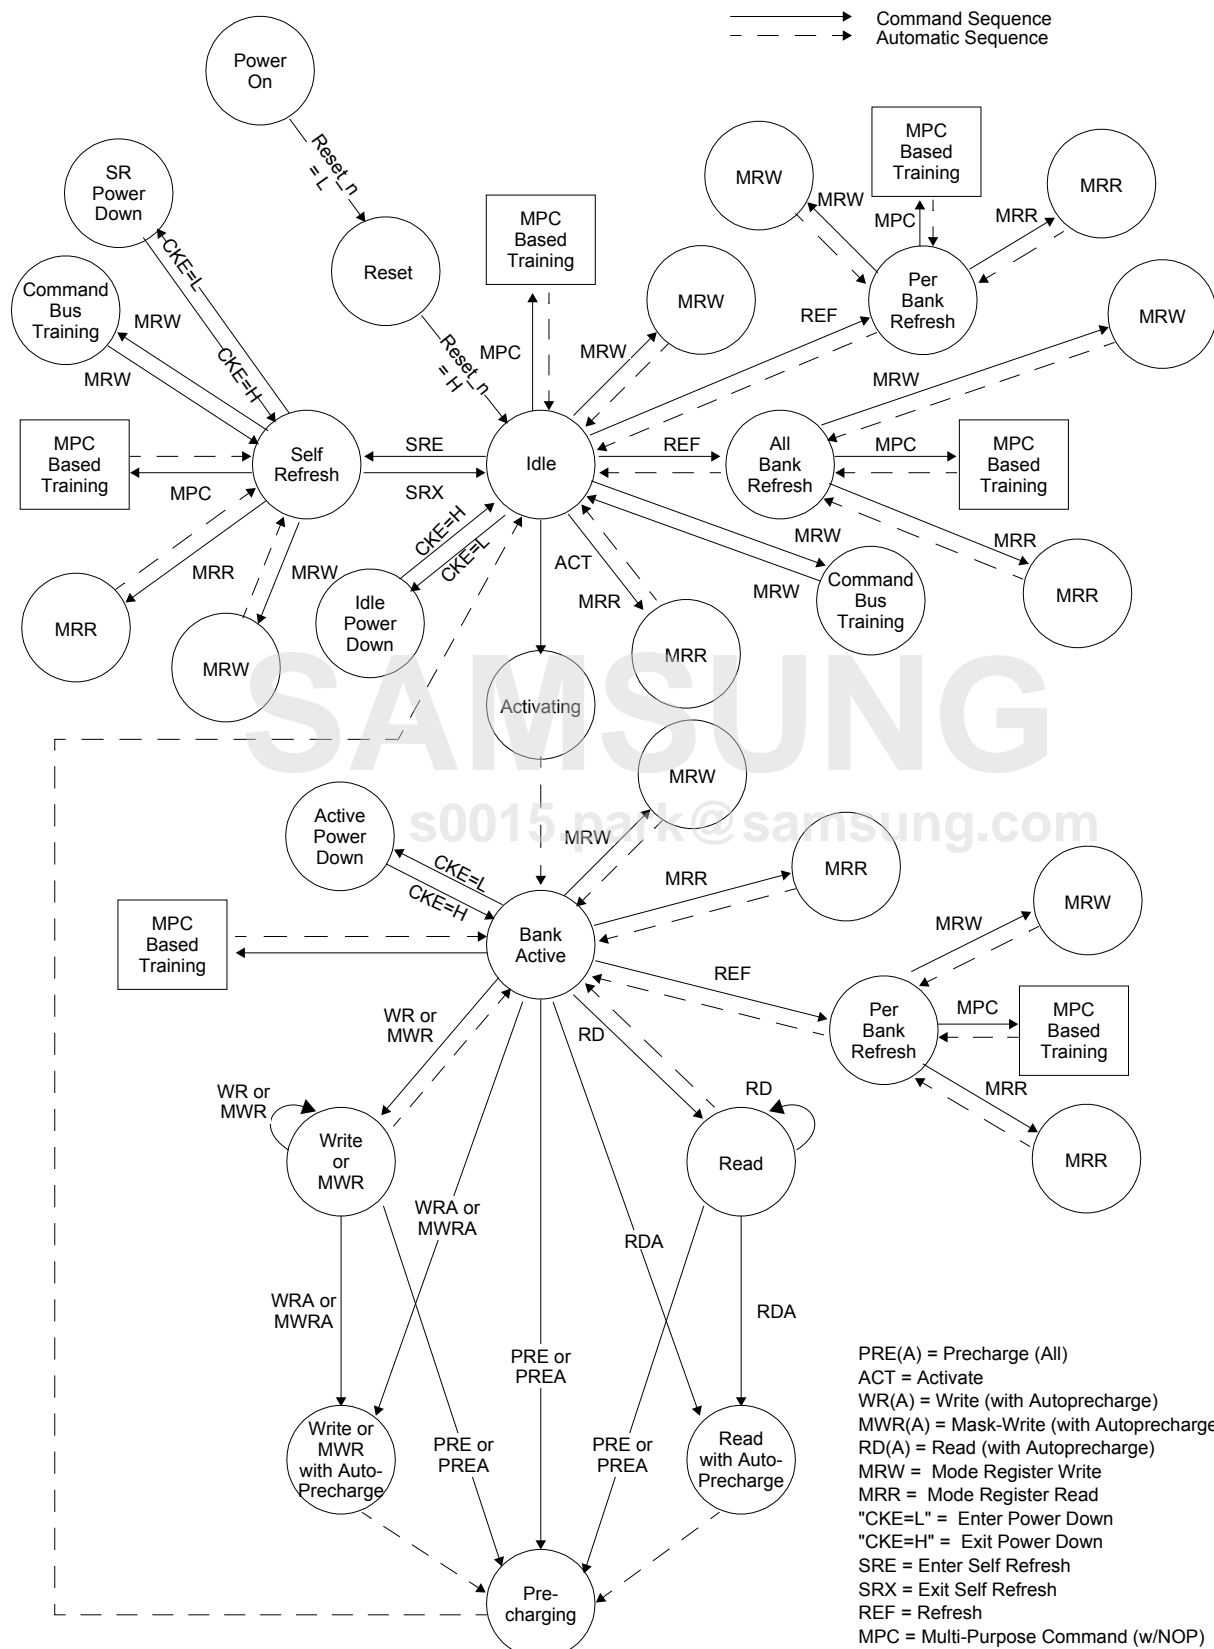 Command Sequence
Automatic Sequence
Power
On
Reset_n
= L
SR
Power
Down
MPC
Based
Training
MRW
MPC
Based
Training
MRR
MRW
MPC
MRR
CKE=L
CKE=H
Command
Bus
Training
MRW
MRW
Reset
Reset_n
= H
MPC
MRW
MRW
REF
Per
Bank
Refresh
MRW
MRW
MPC
Based
Training
MPC
Self
Refresh
SRE
SRX
Idle
REF
All
Bank
Refresh
MPC
MPC
Based
Training
MRR
MRR
MRW
MRW
Command
Bus
Training
MRR
MRR
MRW
MRW
CKE=H
CKE=L
Idle
Power
Down
ACT
MRR
MRR
SAMSUNG
Activating
s0015.park@samsung.com
Active
Power
Down
CKE=L
CKE=H
MRW
MRW
MRR
MRR
MPC
Based
Training
Bank
Active
REF
Per
Bank
Refresh
MRW
MRW
MPC
MPC
Based
Training
MRR
MRR
WR or
MWR
RD
WR or
MWR
RD
Write
or
MWR
Read
WRA or
MWRA
RDA
WRA or
MWRA
RDA
PRE or
PREA
Write or
MWR
with Auto-
Precharge
PRE or
PREA
PRE or
PREA
Read
with Auto-
Precharge
Pre-
charging
PRE(A) = Precharge (All)
ACT = Activate
WR(A) = Write (with Autoprecharge)
MWR(A) = Mask-Write (with Autoprecharge
RD(A) = Read (with Autoprecharge)
MRW = Mode Register Write
MRR = Mode Register Read
"CKE=L" = Enter Power Down
"CKE=H" = Exit Power Down
SRE = Enter Self Refresh
SRX = Exit Self Refresh
REF = Refresh
MPC = Multi-Purpose Command (w/NOP)